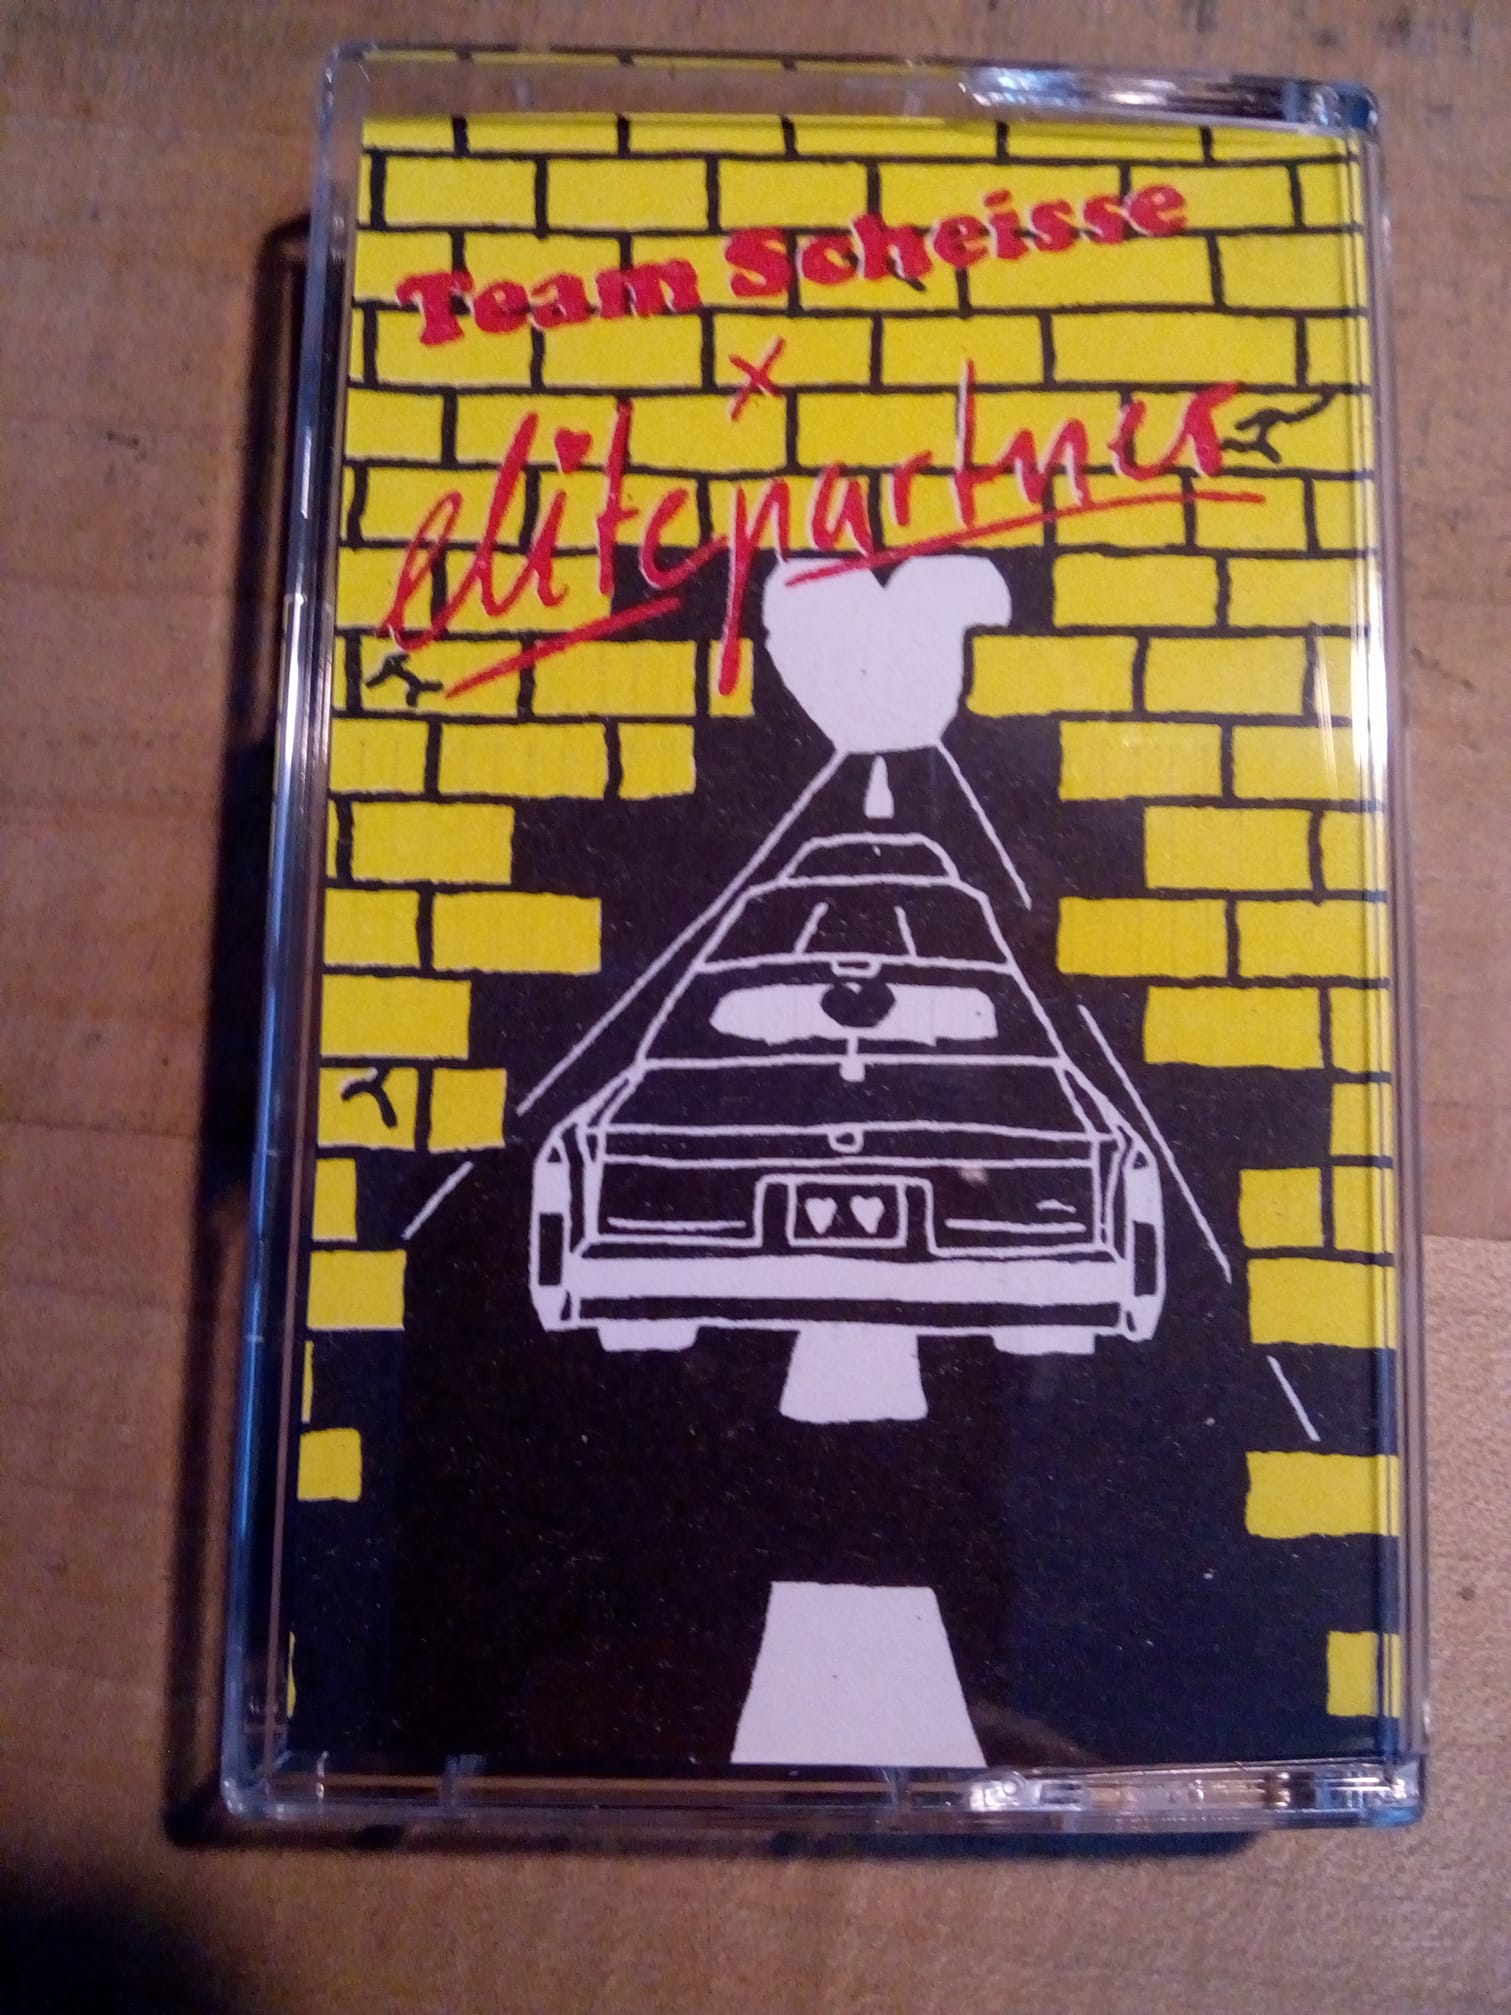 Team Scheisse
x
elitepartner